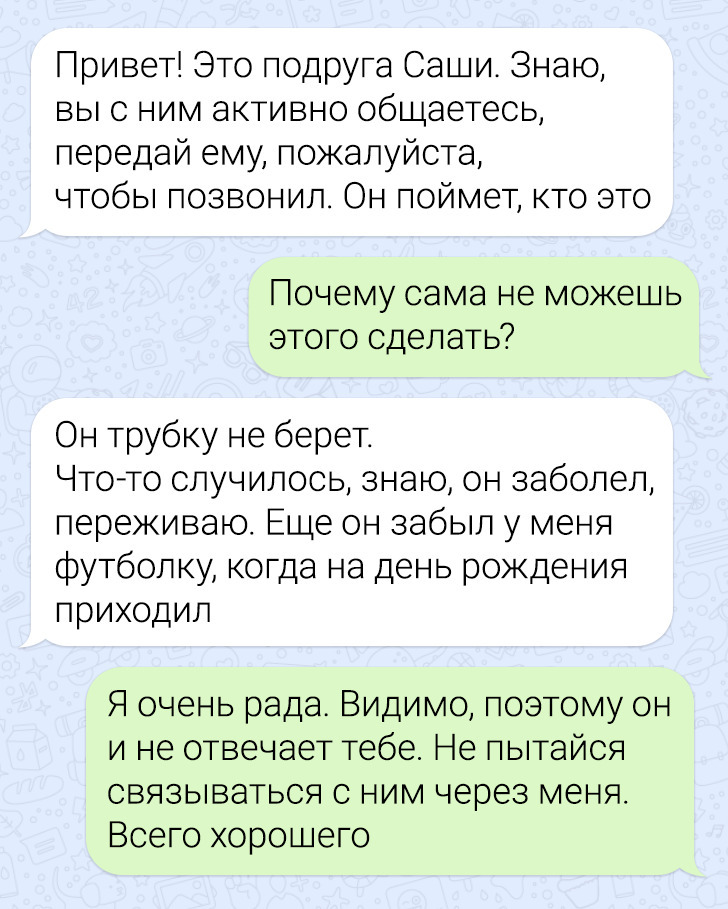 Привет! Это подруга Саши. Знаю,
вы с ним активно общаетесь,
передай ему, пожалуйста,
чтобы позвонил. Он поймет, кто это
Почему сама не можешь
этого сделать?
Он трубку не берет.
Что-то случилось, знаю, он заболел,
переживаю. Еще он забыл у меня
футболку, когда на день рождения
приходил
Я очень рада. Видимо, поэтому он
и не отвечает тебе. Не пытайся
связываться с ним через меня.
Всего хорошего